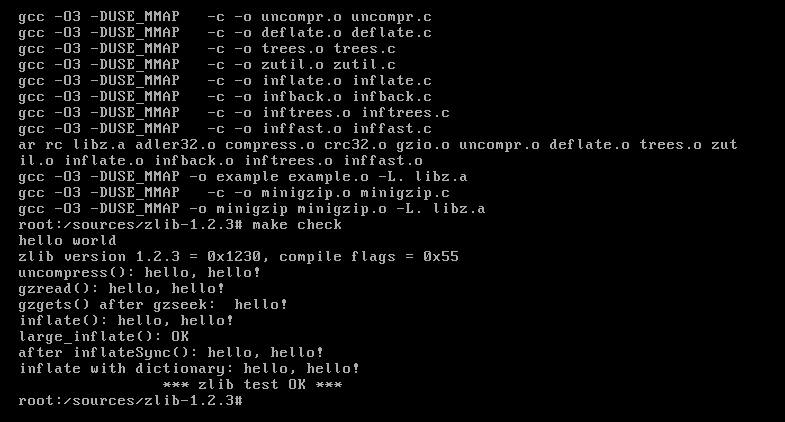 gcc -O3 -DUSE_MMAP   -c -o uncompr.o uncompr.c
gcc -O3 -DUSE_MMAP   -c -o deflate.o deflate.c
gcc -O3 -DUSE_MMAP   -c -o trees.o trees.c
gcc -O3 -DUSE_MMAP   -c -o zutil.o zutil.c
gcc -O3 -DUSE_MMAP   -c -o inflate.o inflate.c
gcc -O3 -DUSE_MMAP   -c -o infback.o infback.c
gcc -O3 -DUSE_MMAP   -c -o inftrees.o inftrees.c
gcc -O3 -DUSE_MMAP   -c -o inffast.o inffast.c
ar rc libz.a adler32.o compress.o crc32.o gzio.o uncompr.o deflate.o trees.o zut
il.o inflate.o infback.o inftrees.o inffast.o
gcc -O3 -DUSE_MMAP -o example example.o -L. libz.a
gcc -O3 -DUSE_MMAP   -c -o minigzip.o minigzip.c
gcc -O3 -DUSE_MMAP -o minigzip minigzip.o -L. libz.a
root:/sources/zlib-1.2.3# make check
hello world
zlib version 1.2.3 = 0x1230, compile flags = 0x55
uncompress(): hello, hello!
gzread(): hello, hello!
gzgets() after gzseek:  hello!
inflate(): hello, hello!
large_inflate(): OK
after inflateSync(): hello, hello!
inflate with dictionary: hello, hello!
                *** zlib test OK ***
root:/sources/zlib-1.2.3#